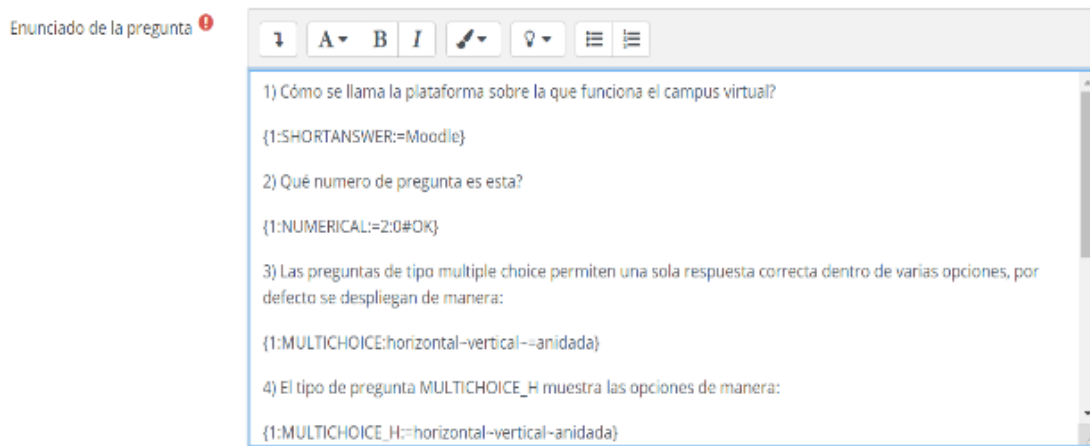 Enunciado de la pregunta
A B I
1) Cómo se llama la plataforma sobre la que funciona el campus virtual?
{1:SHORTANSWER:=Moodle}
2) Qué numero de pregunta es esta?
{1:NUMERICAL:=2:0#OK}
3) Las preguntas de tipo multiple choice permiten una sola respuesta correcta dentro de varias opciones, por
defecto se despliegan de manera:
{1:MULTICHOICE:horizontal~vertical~=anidada}
4) El tipo de pregunta MULTICHOICE_H muestra las opciones de manera:
{1:MULTICHOICE_H:=horizontal~vertical~anidada}